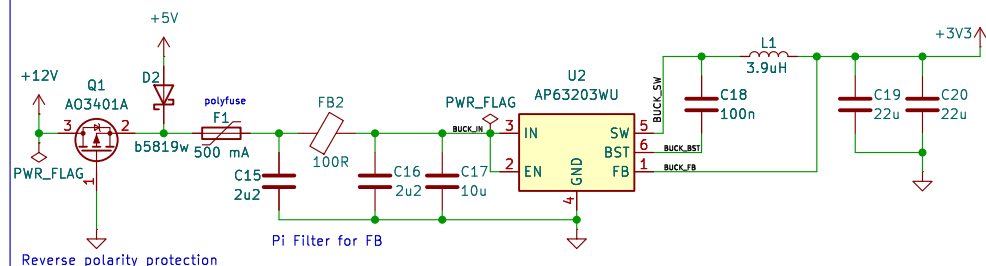 +5V
+3V3
+12V
Q1
AO3401A
D2
polyfuse
F1
FB2
PWR_FLAG
U2
AP63203WU
L1
3.9uH
BUCK_SW
C18
100n
C19
22u
C20
22u
3
2
1
b5819w
500 mA
100R
BUCK_IN
3
IN
SW
5
BST
6
BUCK_BST
2
EN
FB
1
BUCK_FB
GND
4
PWR_FLAG
C15
2u2
C16
2u2
C17
10u
Pi Filter for FB
Reverse polarity protection